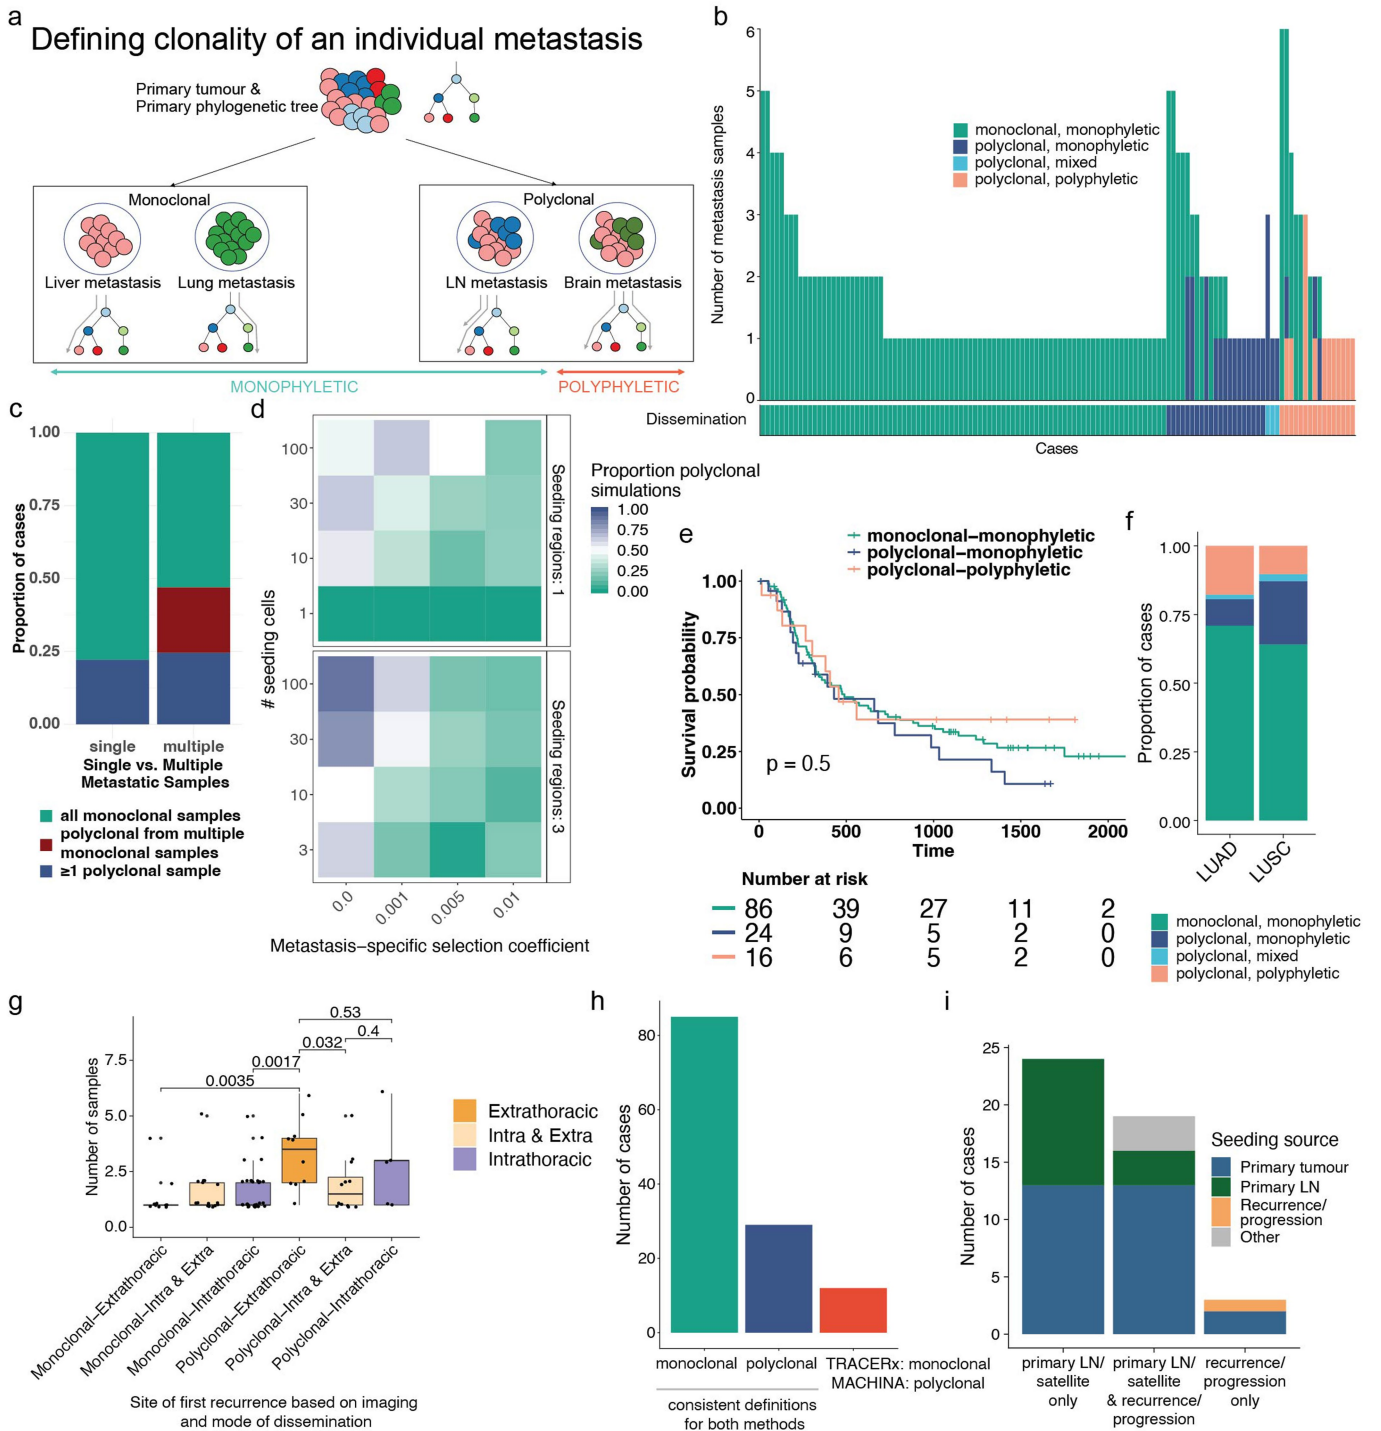 a
Defining clonality of an individual metastasis
Primary tumour &
Primary phylogenetic tree
Monoclonal
Liver metastasis
Lung metastasis
Polyclonal
LN metastasis
Brain metastasis
MONOPHYLETIC
POLYPHYLETIC
b
Number of metastasis samples
6
5
4
3
2
1
0
monoclonal, monophyletic
polyclonal, monophyletic
polyclonal, mixed
polyclonal, polyphyletic
Dissemination
Cases
c
Proportion of cases
1.00
0.75
0.50
0.25
0.00
single
multiple
Single vs. Multiple
Metastatic Samples
all monoclonal samples
polyclonal from multiple
monoclonal samples
≥1 polyclonal sample
d
# seeding cells
100
30
10
1
Seeding regions: 1
100
30
10
3
Seeding regions: 3
0.0
0.001
0.005
0.01
Metastasis–specific selection coefficient
Proportion polyclonal
simulations
1.00
0.75
0.50
0.25
0.00
e
monoclonal–monophyletic
polyclonal–monophyletic
polyclonal–polyphyletic
Survival probability
1.00
0.75
0.50
0.25
0.00
p = 0.5
0
500
1000
1500
2000
Time
Number at risk
86 39 27 11 2
24 9 5 2 0
16 6 5 2 0
f
Proportion of cases
1.00
0.75
0.50
0.25
0.00
LUAD
LUSC
monoclonal, monophyletic
polyclonal, monophyletic
polyclonal, mixed
polyclonal, polyphyletic
g
Number of samples
7.5
5.0
2.5
0.0
0.53
0.4
0.032
0.0017
0.0035
Extrathoracic
Intra & Extra
Intrathoracic
Monoclonal–Extrathoracic
Monoclonal–Intra & Extra
Monoclonal–Intrathoracic
Polyclonal–Extrathoracic
Polyclonal–Intra & Extra
Polyclonal–Intrathoracic
Site of first recurrence based on imaging
and mode of dissemination
h
Number of cases
80
60
40
20
0
monoclonal
polyclonal
TRACERx: monoclonal
MACHINA: polyclonal
consistent definitions
for both methods
i
Number of cases
25
20
15
10
5
0
Seeding source
Primary tumour
Primary LN
Recurrence/
progression
Other
primary LN/
satellite
only
primary LN/
satellite
& recurrence/
progression
recurrence/
progression
only